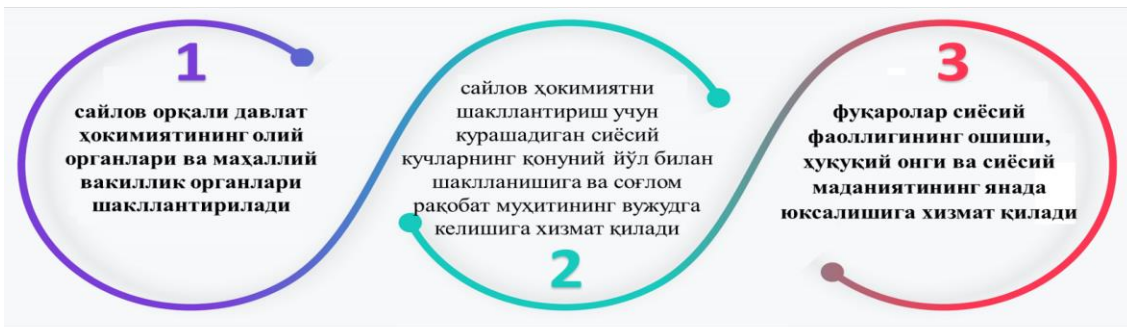 1
сайлов орқали давлат
ҳокимиятининг олий
органлари ва маҳаллий
вакиллик органлари
шакллантирилади
сайлов ҳокимиятни
шакллантириш учун
курашадиган сиёсий
кучларнинг қонуний йўл билан
шаклланишига ва соғлом
рақобат муҳитининг вужудга
келишига хизмат қилади
2
3
фуқаролар сиёсий
фаоллигининг ошиши,
ҳуқуқий онги ва сиёсий
маданиятининг янада
юксалишига хизмат қилади